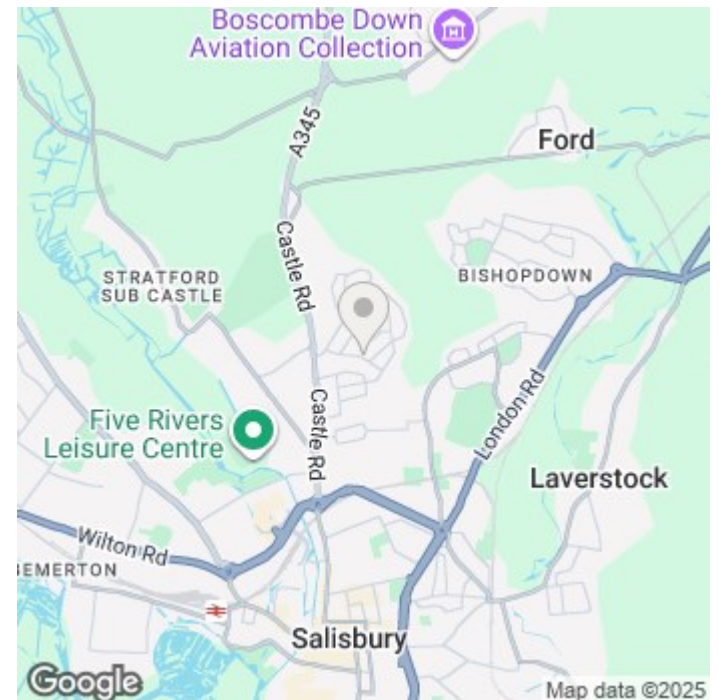 Boscombe Down
Aviation Collection
A345
Ford
Castle Rd
STRATFORD
SUB CASTLE
BISHOPDOWN
Castle Rd
London Rd
Five Rivers
Leisure Centre
Laverstock
Wilton Rd
BEMERTON
Salisbury
Google
Map data ©2025